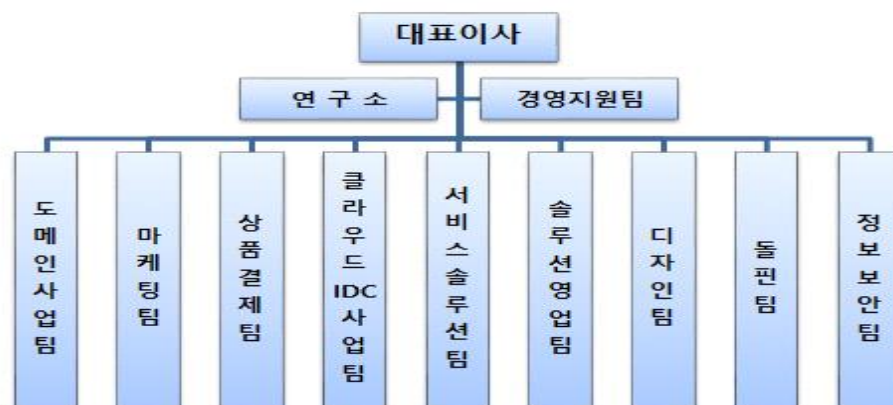 대표이사
연 구 소
경영지원팀
도메인사업팀
마케팅팀
상품결제팀
클라우드IDC사업팀
서비스솔루션팀
솔루션영업팀
디자인팀
돌핀팀
정보보안팀